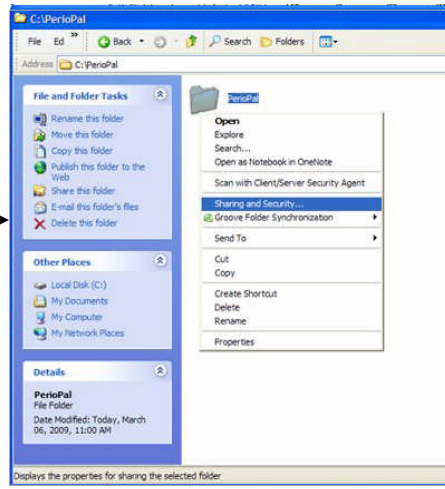 C:\PerioPal
File Ed » Back Search Folders
Address C:\PerioPal
File and Folder Tasks
Rename this folder
Move this folder
Copy this folder
Publish this folder to the
Web
Share this folder
E-mail this folder's files
Delete this folder
Other Places
Local Disk (C:)
My Documents
My Computer
My Network Places
Details
PerioPal
File Folder
Date Modified: Today, March
06, 2009, 11:00 AM
PerioPal
Open
Explore
Search...
Open as Notebook in OneNote
Scan with Client/Server Security Agent
Sharing and Security...
Groove Folder Synchronization
Send To
Cut
Copy
Create Shortcut
Delete
Rename
Properties
Displays the properties for sharing the selected folder